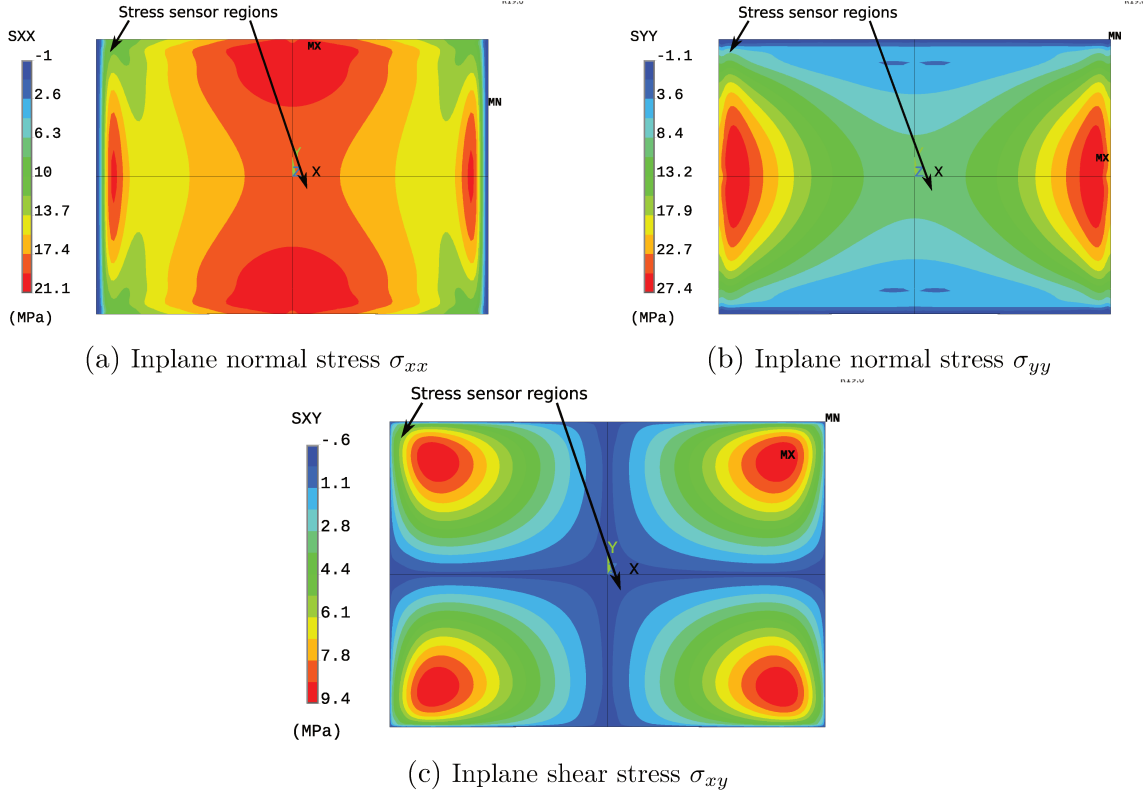 Stress sensor regions
SXX
-1
2.6
6.3
10
13.7
17.4
21.1
(MPa)
MX
MN
Y
Z
X
(a) Inplane normal stress σxx
Stress sensor regions
SYY
-1.1
3.6
8.4
13.2
17.9
22.7
27.4
(MPa)
MN
MX
Z
X
(b) Inplane normal stress σyy
Stress sensor regions
SXY
-.6
1.1
2.8
4.4
6.1
7.8
9.4
(MPa)
MN
MX
Y
X
(c) Inplane shear stress σxy